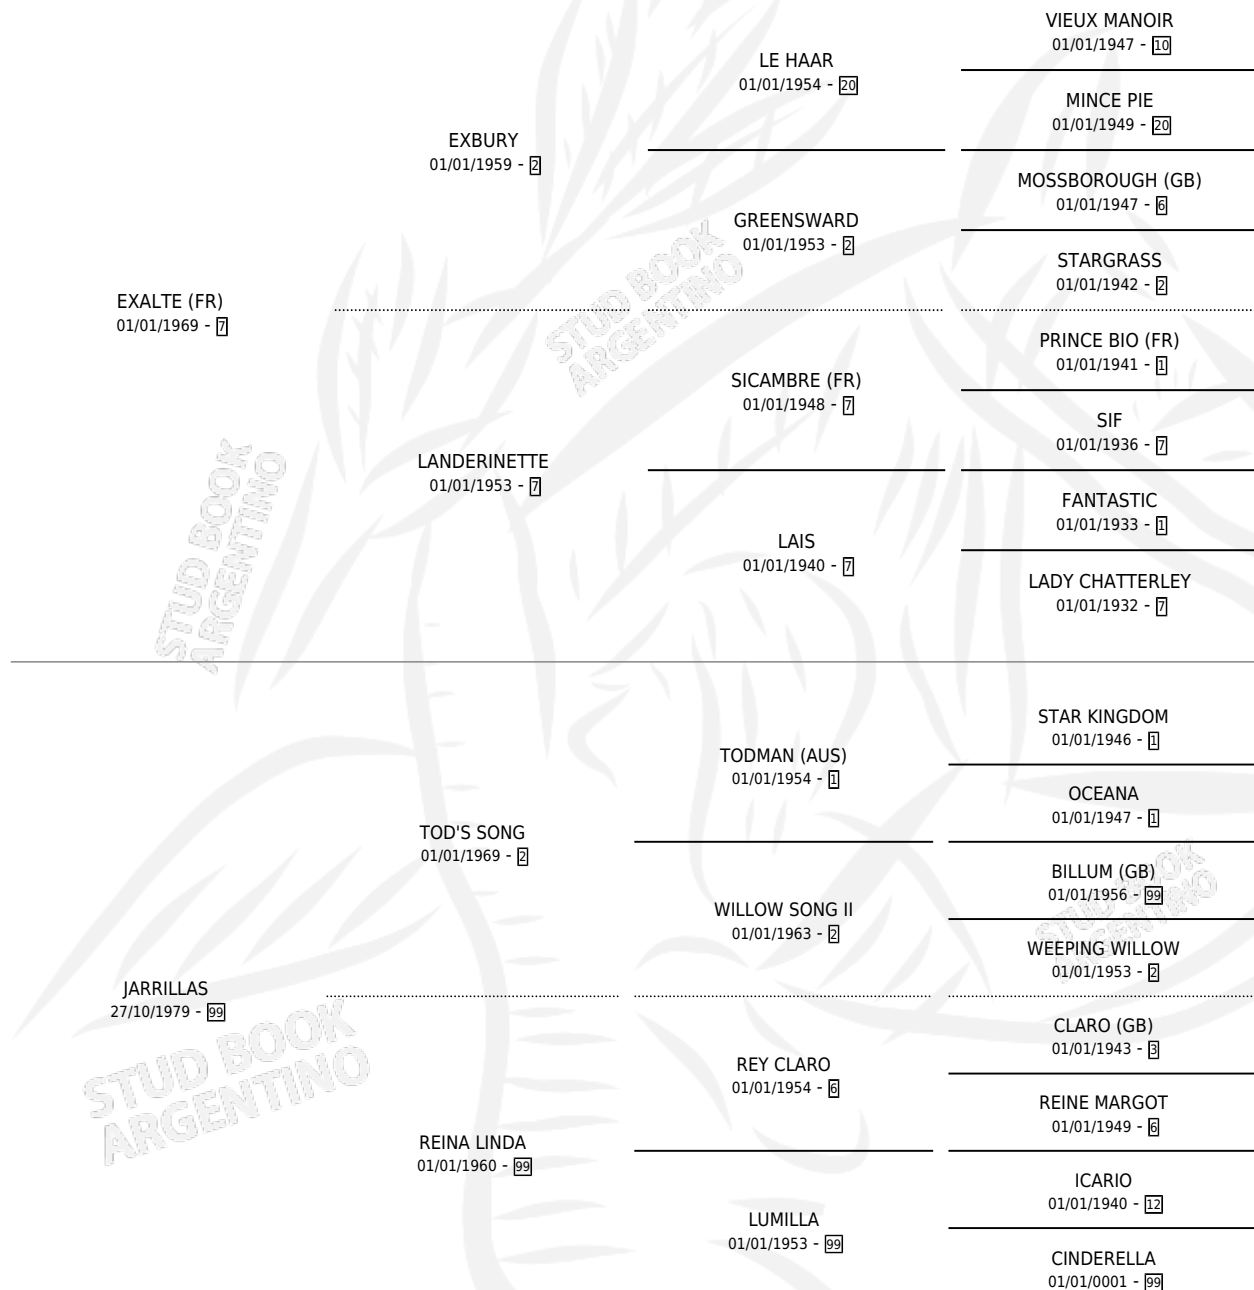 VIEUX MANOIR
01/01/1947 - 10
LE HAAR
01/01/1954 - 20
MINCE PIE
01/01/1949 - 20
EXBURY
01/01/1959 - 2
MOSSBOROUGH (GB)
01/01/1947 - 6
GREENSWARD
01/01/1953 - 2
STARGRASS
01/01/1942 - 2
EXALTE (FR)
01/01/1969 - 7
PRINCE BIO (FR)
01/01/1941 - 1
SICAMBRE (FR)
01/01/1948 - 7
SIF
01/01/1936 - 7
LANDERINETTE
01/01/1953 - 7
FANTASTIC
01/01/1933 - 1
LAIS
01/01/1940 - 7
LADY CHATTERLEY
01/01/1932 - 7
STUD BOOK
ARGENTINO
STUD BOOK
ARGENTINO
STAR KINGDOM
01/01/1946 - 1
TODMAN (AUS)
01/01/1954 - 1
OCEANA
01/01/1947 - 1
TOD'S SONG
01/01/1969 - 2
BILLUM (GB)
01/01/1956 - 99
WILLOW SONG II
01/01/1963 - 2
WEEPING WILLOW
01/01/1953 - 2
JARRILLAS
27/10/1979 - 99
CLARO (GB)
01/01/1943 - 3
REY CLARO
01/01/1954 - 6
REINE MARGOT
01/01/1949 - 6
REINA LINDA
01/01/1960 - 99
ICARIO
01/01/1940 - 12
LUMILLA
01/01/1953 - 99
CINDERELLA
01/01/0001 - 99
STUD BOOK
ARGENTINO
STUD BOOK
ARGENTINO